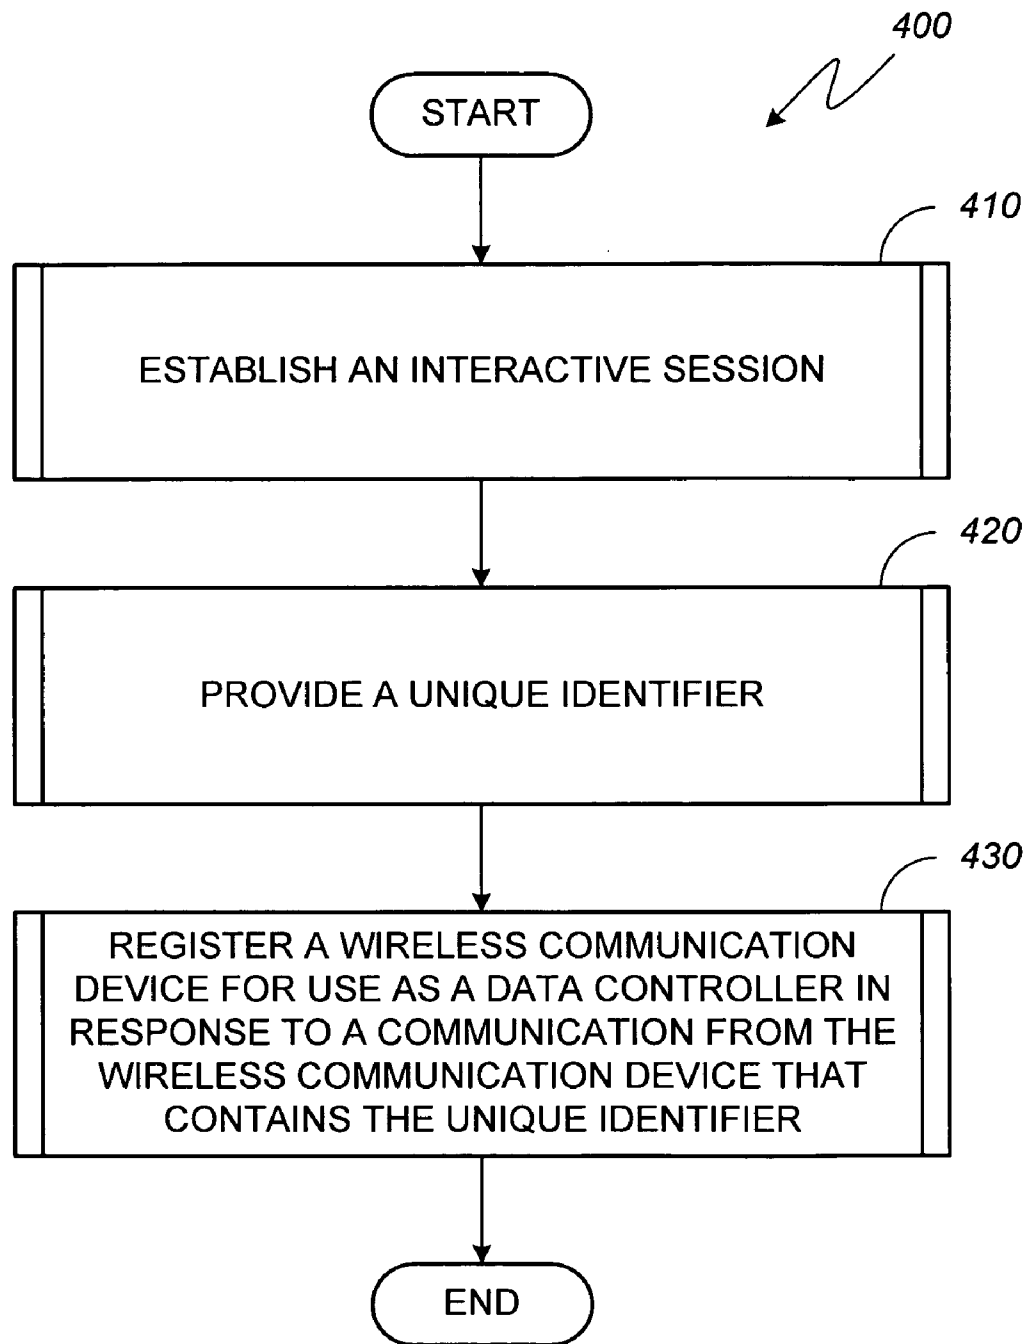 400
START
410
ESTABLISH AN INTERACTIVE SESSION
420
PROVIDE A UNIQUE IDENTIFIER
430
REGISTER A WIRELESS COMMUNICATION
DEVICE FOR USE AS A DATA CONTROLLER IN
RESPONSE TO A COMMUNICATION FROM THE
WIRELESS COMMUNICATION DEVICE THAT
CONTAINS THE UNIQUE IDENTIFIER
END